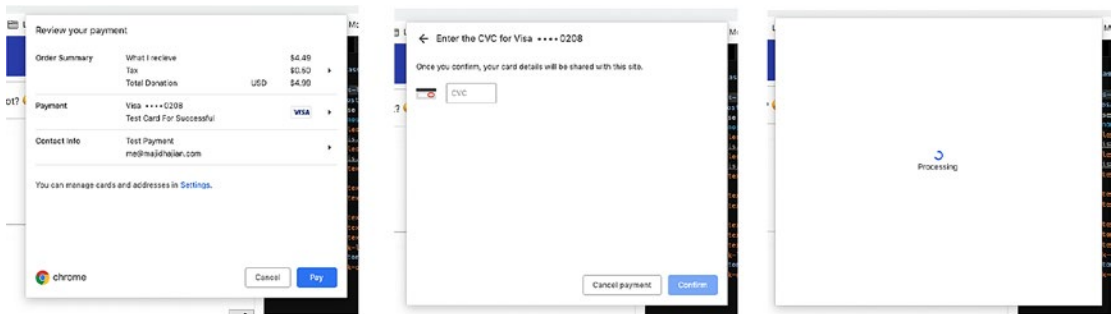 Review your payment
Order Summary What I recieve $4.49
Tax $0.50
Total Donation USD $4.99
Payment Visa •••• 0208 VISA
Test Card For Successful
Contact Info Test Payment
me@majidhajian.com
You can manage cards and addresses in Settings.
chrome Cancel Pay
Enter the CVC for Visa •••• 0208
Once you confirm, your card details will be shared with this site.
CVC
Cancel payment Confirm
Processing